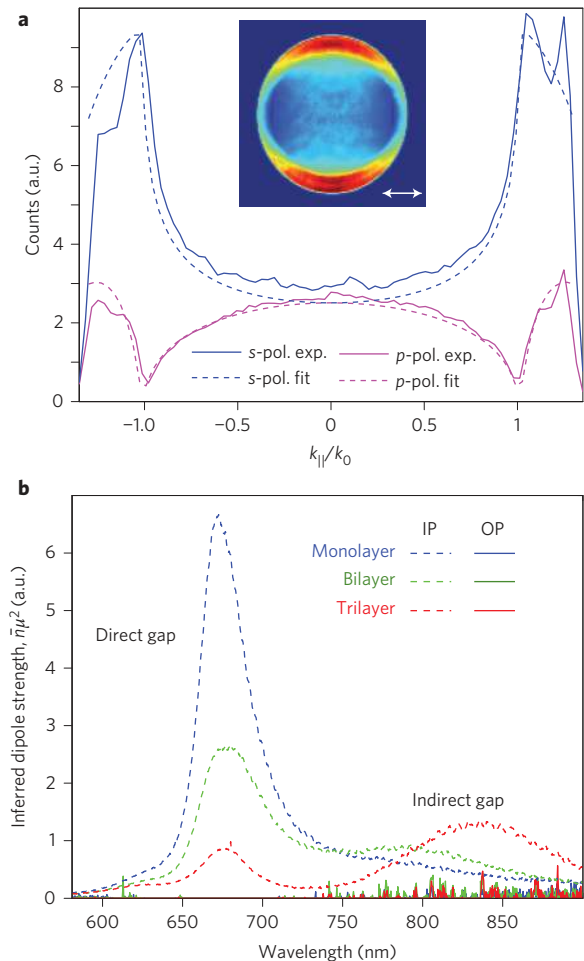 a
8
6
4
2
0
Counts (a.u.)
s-pol. exp. p-pol. exp.
s-pol. fit p-pol. fit
−1.0 −0.5 0 0.5 1
k||/k0
b
IP OP
Monolayer
Bilayer
Trilayer
6
5
4
3
2
1
0
Inferred dipole strength, n̄μ² (a.u.)
Direct gap
Indirect gap
600 650 700 750 800 850
Wavelength (nm)